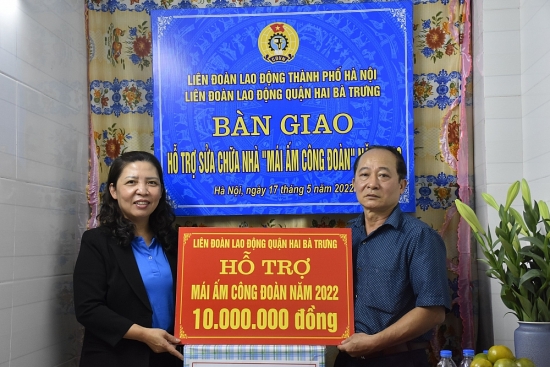 LIÊN ĐOÀN LAO ĐỘNG THÀNH PHỐ HÀ NỘI
LIÊN ĐOÀN LAO ĐỘNG QUẬN HAI BÀ TRƯNG
BÀN GIAO
HỖ TRỢ SỬA CHỮA NHÀ "MÁI ẤM CÔNG ĐOÀN"
Hà Nội, ngày 17 tháng 5 năm 2022
LIÊN ĐOÀN LAO ĐỘNG QUẬN HAI BÀ TRƯNG
HỖ TRỢ
MÁI ẤM CÔNG ĐOÀN NĂM 2022
10.000.000 đồng